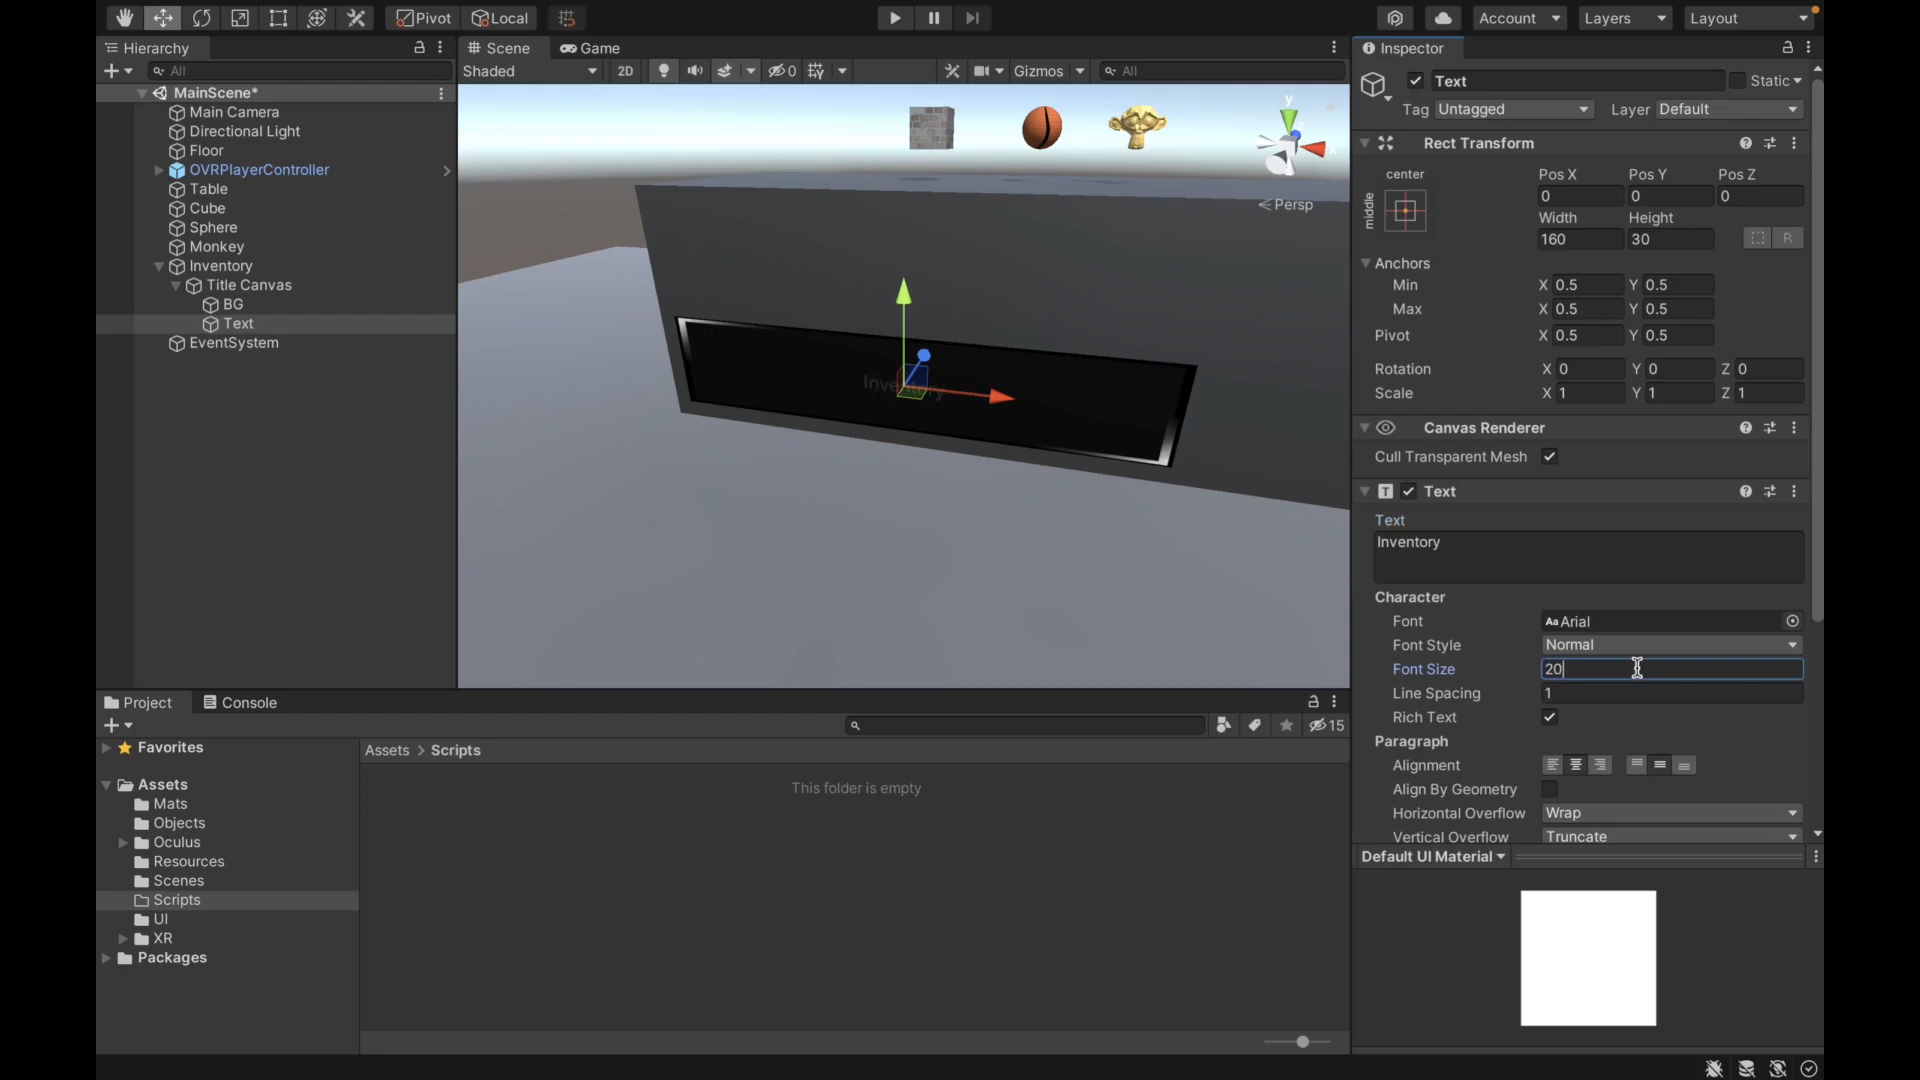 Pivot Local Account Layers Layout
Hierarchy Scene Game Inspector
All Shaded 2D 0 Gizmos All Text Static
MainScene* Tag Untagged Layer Default
Main Camera
Directional Light
Floor
OVRPlayerController
Table
Cube
Sphere
Monkey
Inventory
Title Canvas
BG
Text
EventSystem
y
x
Persp
Inventory
Rect Transform
center Pos X Pos Y Pos Z
middle 0 0 0
Width Height
160 30 R
Anchors
Min X 0.5 Y 0.5
Max X 0.5 Y 0.5
Pivot X 0.5 Y 0.5
Rotation X 0 Y 0 Z 0
Scale X 1 Y 1 Z 1
Canvas Renderer
Cull Transparent Mesh
T Text
Text
Inventory
Character
Font Aa Arial
Font Style Normal
Font Size 20
Line Spacing 1
Rich Text
Paragraph
Alignment
Align By Geometry
Horizontal Overflow Wrap
Vertical Overflow Truncate
Default UI Material
Project Console
15
Favorites
Assets
Mats
Objects
Oculus
Resources
Scenes
Scripts
UI
XR
Packages
Assets > Scripts
This folder is empty